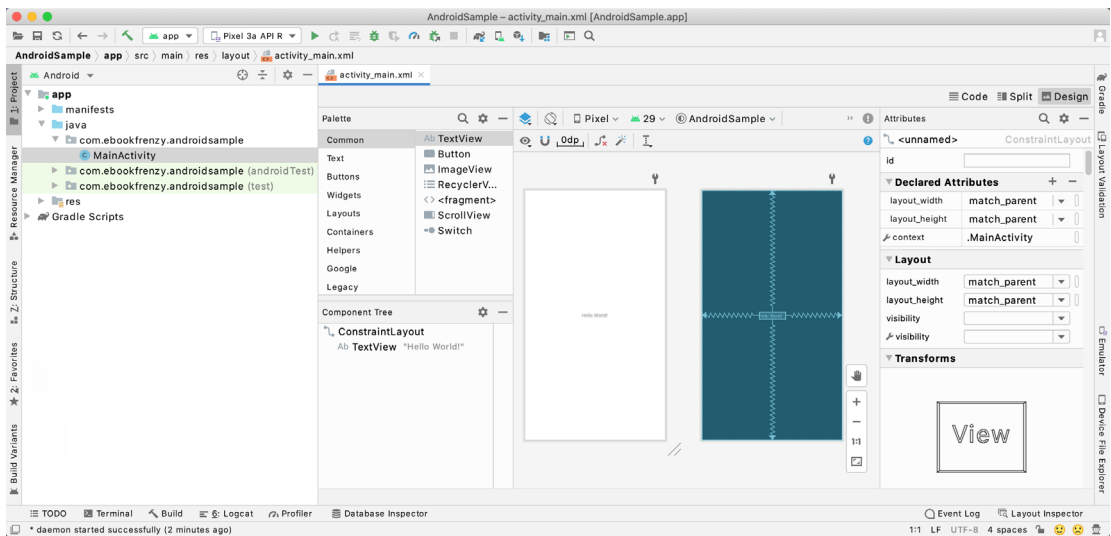 AndroidSample – activity_main.xml [AndroidSample.app]
app
Pixel 3a API R
AndroidSample app src main res layout activity_main.xml
1: Project
Resource Manager
Z: Structure
2: Favorites
Build Variants
Android
app
manifests
java
com.ebookfrenzy.androidsample
MainActivity
com.ebookfrenzy.androidsample (androidTest)
com.ebookfrenzy.androidsample (test)
res
Gradle Scripts
activity_main.xml
Code Split Design
Palette
Common
Text
Buttons
Widgets
Layouts
Containers
Helpers
Google
Legacy
Ab TextView
Button
ImageView
RecyclerV...
<> <fragment>
ScrollView
Switch
Component Tree
ConstraintLayout
Ab TextView "Hello World!"
Pixel 29 AndroidSample
0dp
Hello World!
Hello World!
1:1
Attributes
<unnamed> ConstraintLayout
id
Declared Attributes
layout_width match_parent
layout_height match_parent
context .MainActivity
Layout
layout_width match_parent
layout_height match_parent
visibility
visibility
Transforms
View
Gradle
Layout Validation
Emulator
Device File Explorer
TODO Terminal Build 6: Logcat Profiler Database Inspector Event Log Layout Inspector
* daemon started successfully (2 minutes ago) 1:1 LF UTF-8 4 spaces